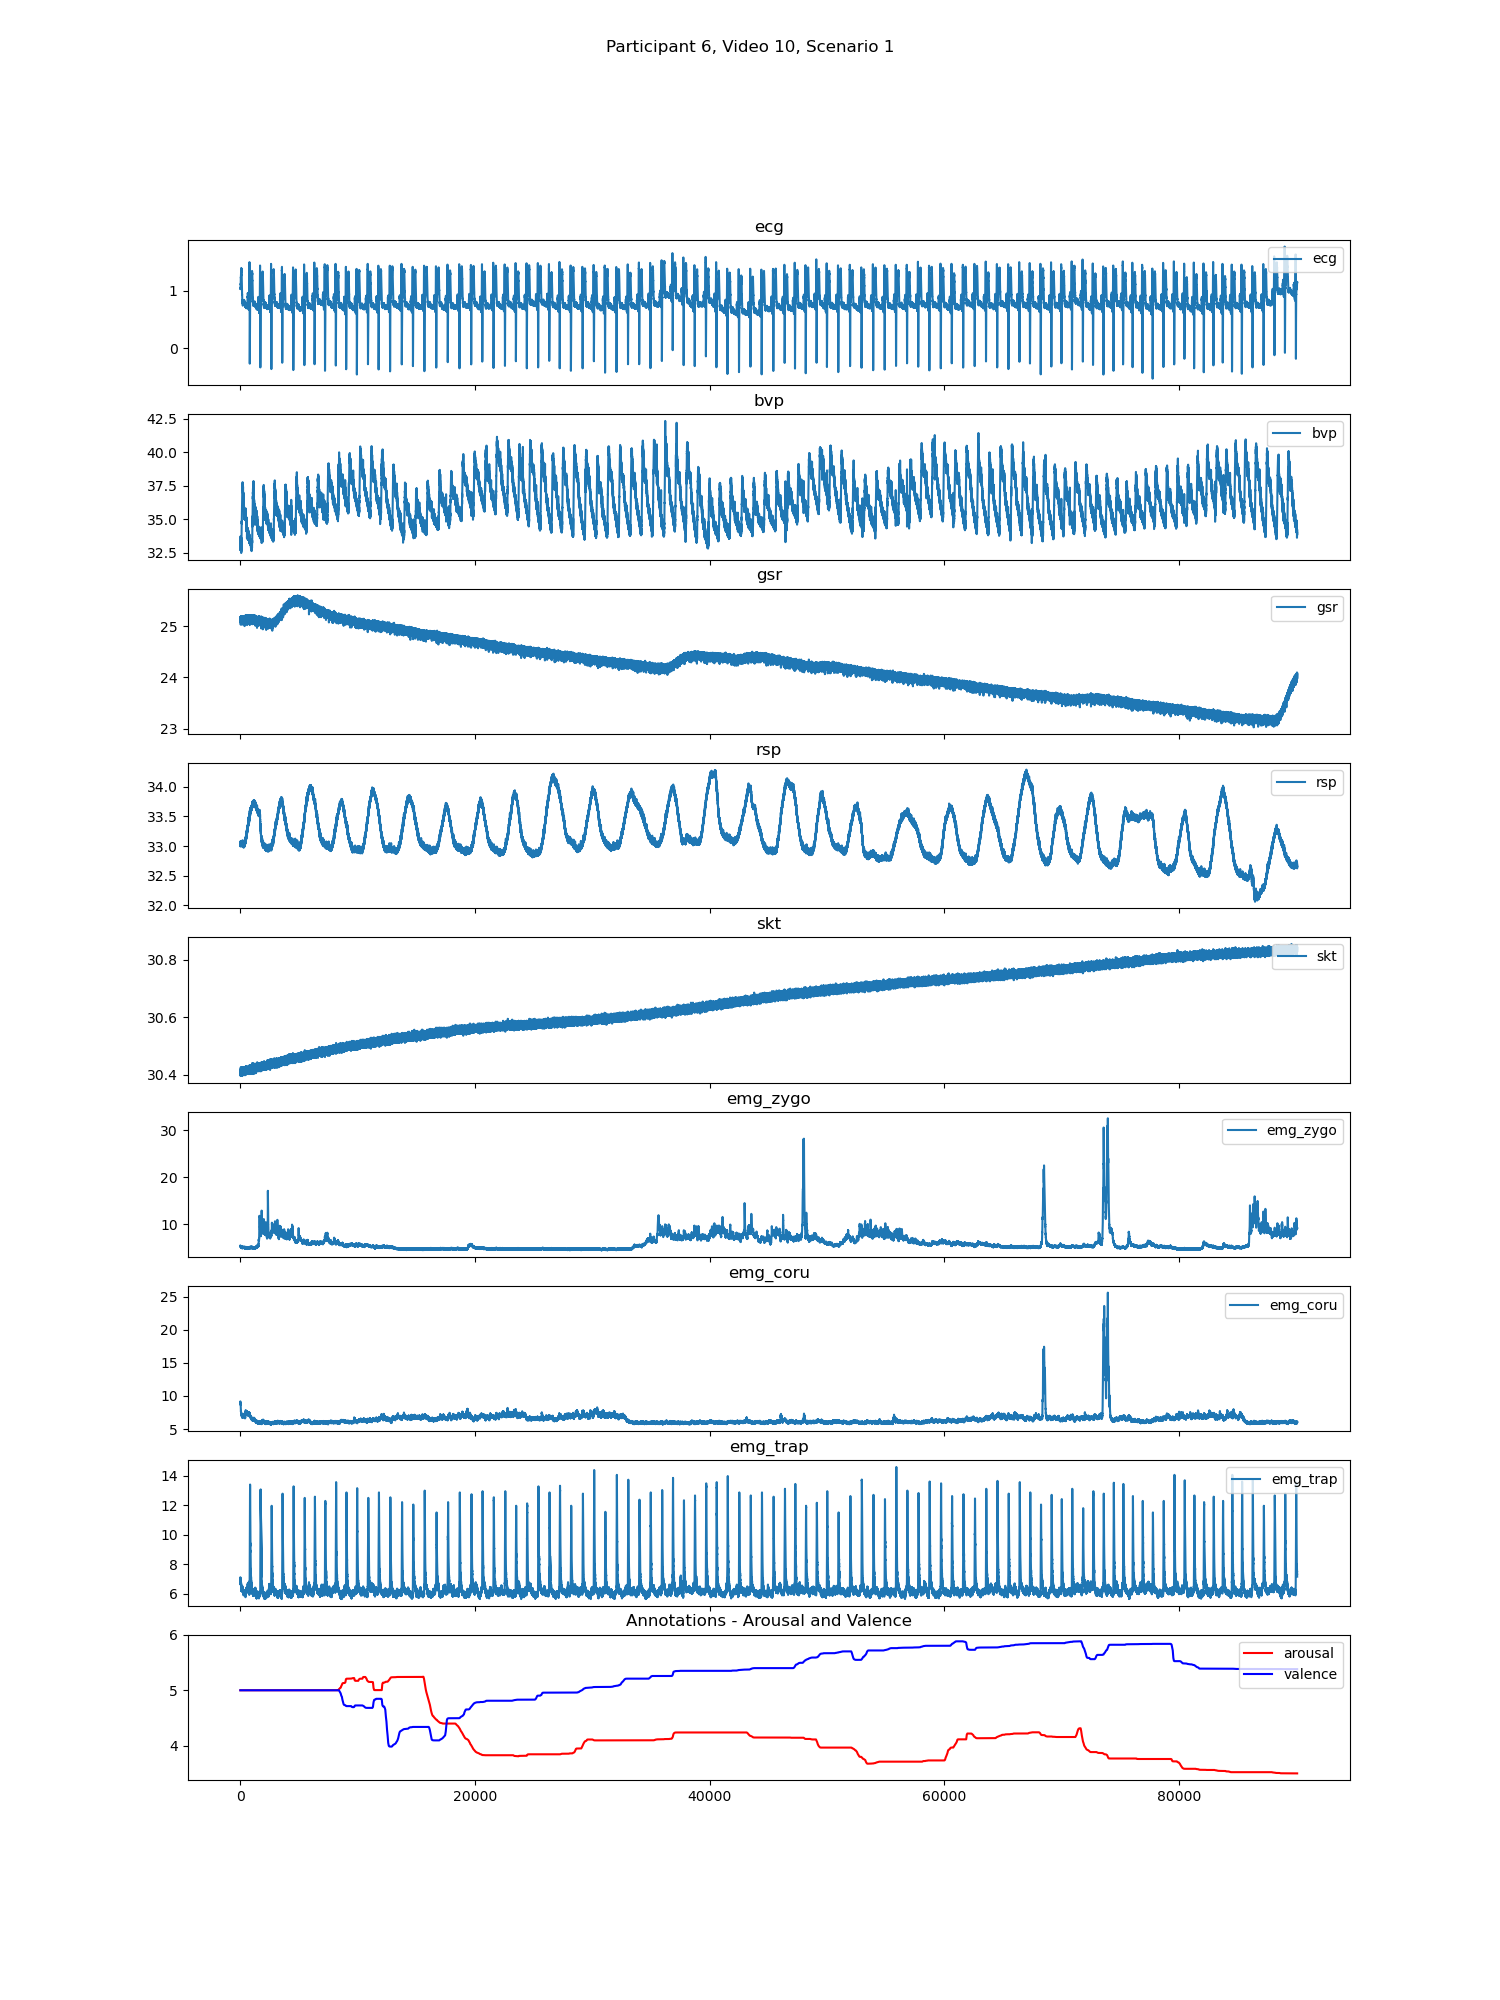 Participant 6, Video 10, Scenario 1
ecg
1
0
ecg
bvp
42.5
40.0
37.5
35.0
32.5
bvp
gsr
25
24
23
gsr
rsp
34.0
33.5
33.0
32.5
32.0
rsp
skt
30.8
30.6
30.4
skt
emg_zygo
30
20
10
emg_zygo
emg_coru
25
20
15
10
5
emg_coru
emg_trap
14
12
10
8
6
emg_trap
Annotations - Arousal and Valence
6
5
4
arousal
valence
0 20000 40000 60000 80000